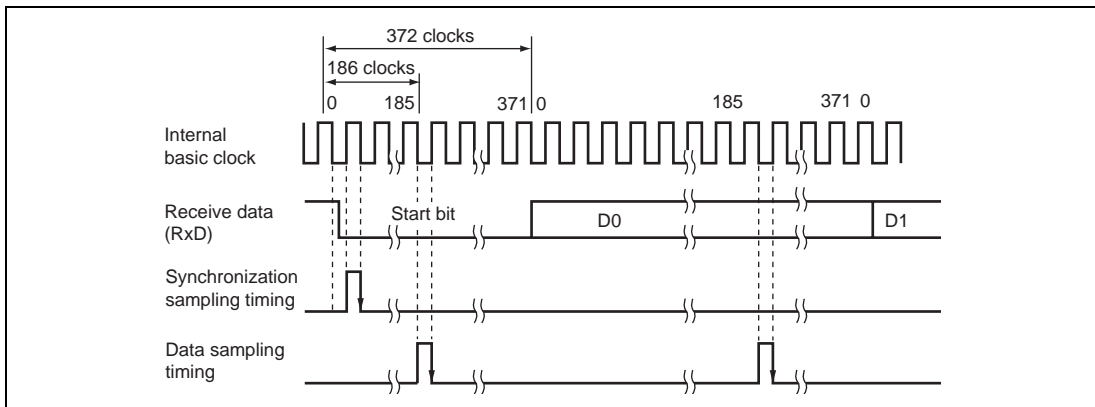 372 clocks
186 clocks
0 185 371 0 185 371 0
Internal
basic clock
Receive data
(RxD)
Start bit D0 D1
Synchronization
sampling timing
Data sampling
timing